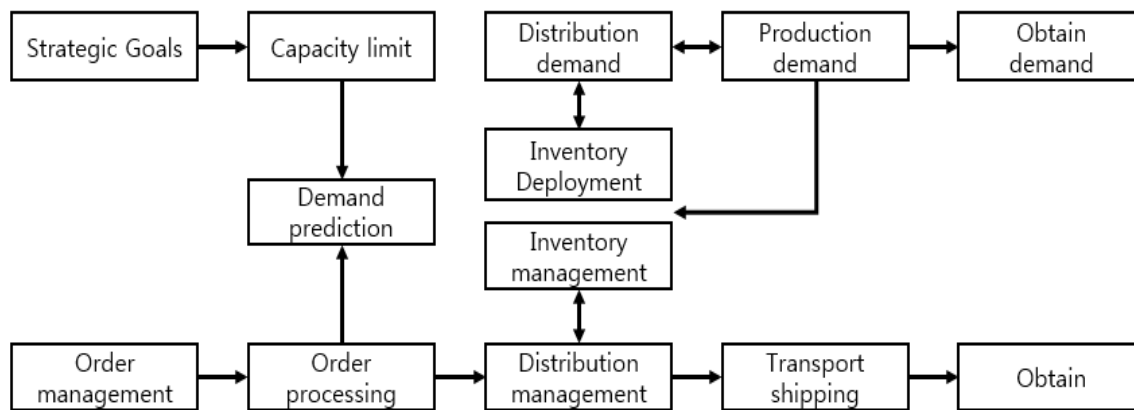 Strategic Goals
Capacity limit
Distribution
demand
Production
demand
Obtain
demand
Inventory
Deployment
Demand
prediction
Inventory
management
Order
management
Order
processing
Distribution
management
Transport
shipping
Obtain